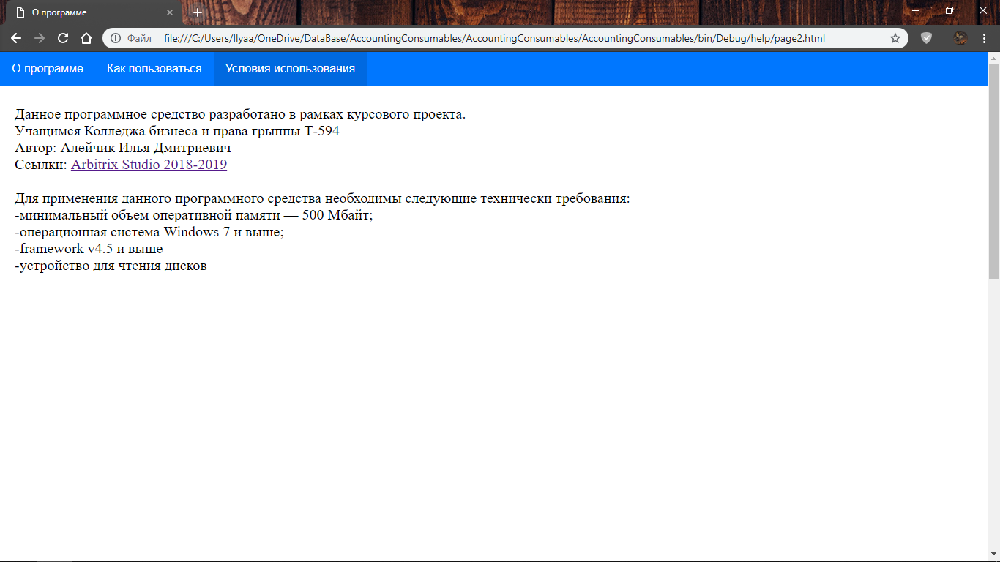 О программе
Файл
file:///C:/Users/Ilyaa/OneDrive/DataBase/AccountingConsumables/AccountingConsumables/AccountingConsumables/bin/Debug/help/page2.html
О программе Как пользоваться Условия использования
Данное программное средство разработано в рамках курсового проекта.
Учащимся Колледжа бизнеса и права грыппы Т-594
Автор: Алейчик Илья Дмитриевич
Ссылки: Arbitrix Studio 2018-2019
Для применения данного программного средства необходимы следующие технически требования:
-минимальный объем оперативной памяти — 500 Мбайт;
-операционная система Windows 7 и выше;
-framework v4.5 и выше
-устройство для чтения дисков